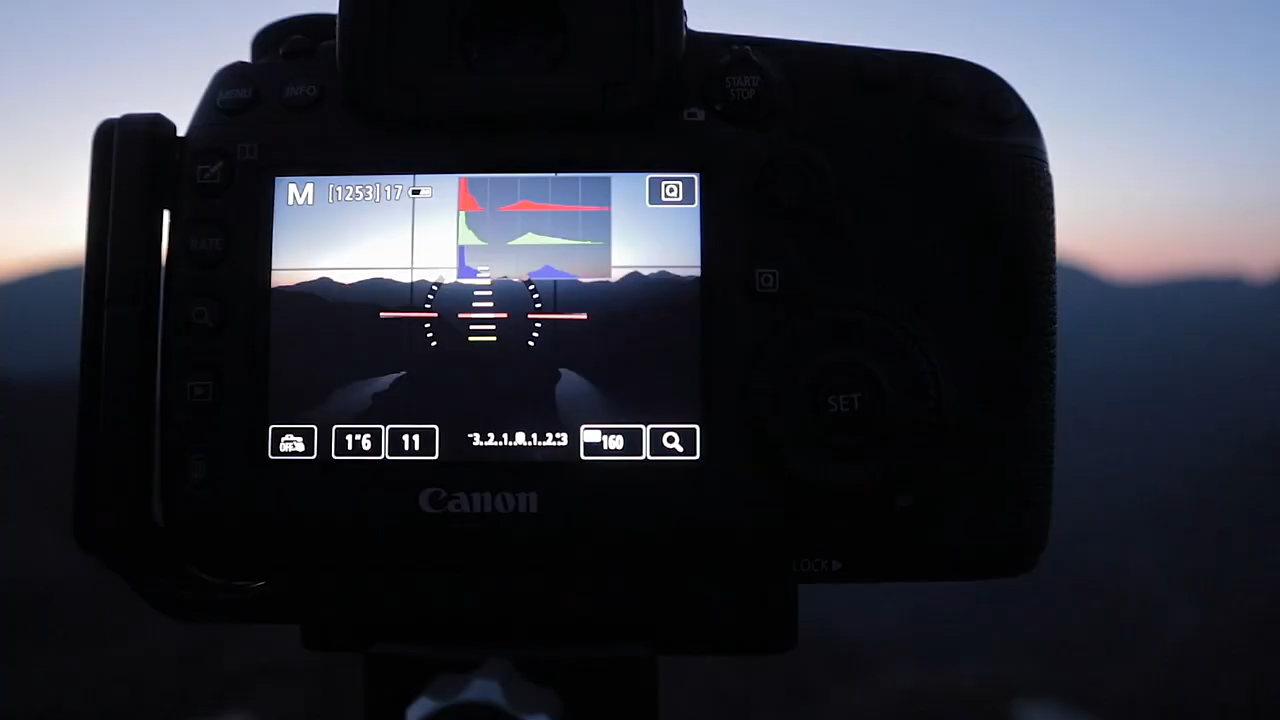 MENU INFO
START/
STOP
M [1253] 17
Q
RATE
Q
SET
OFF
1"6 11 -3..2..1..0..1..2..+3 160
Canon
LOCK